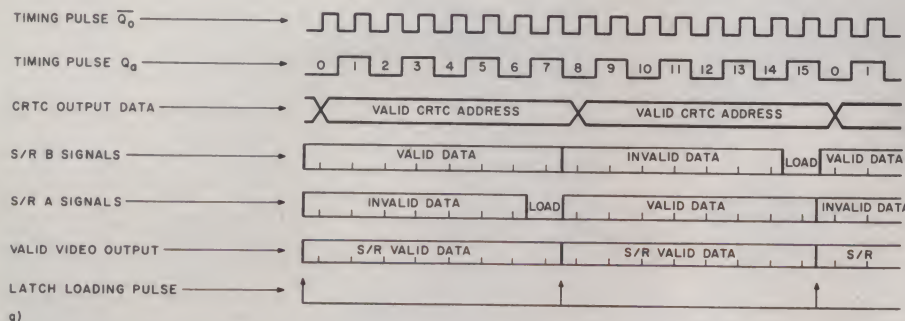 TIMING PULSE Q̅0
TIMING PULSE Qa 0 1 2 3 4 5 6 7 8 9 10 11 12 13 14 15 0 1
CRTC OUTPUT DATA VALID CRTC ADDRESS VALID CRTC ADDRESS
S/R B SIGNALS VALID DATA INVALID DATA LOAD VALID DATA
S/R A SIGNALS INVALID DATA LOAD VALID DATA INVALID DATA
VALID VIDEO OUTPUT S/R VALID DATA S/R VALID DATA S/R
LATCH LOADING PULSE
a)